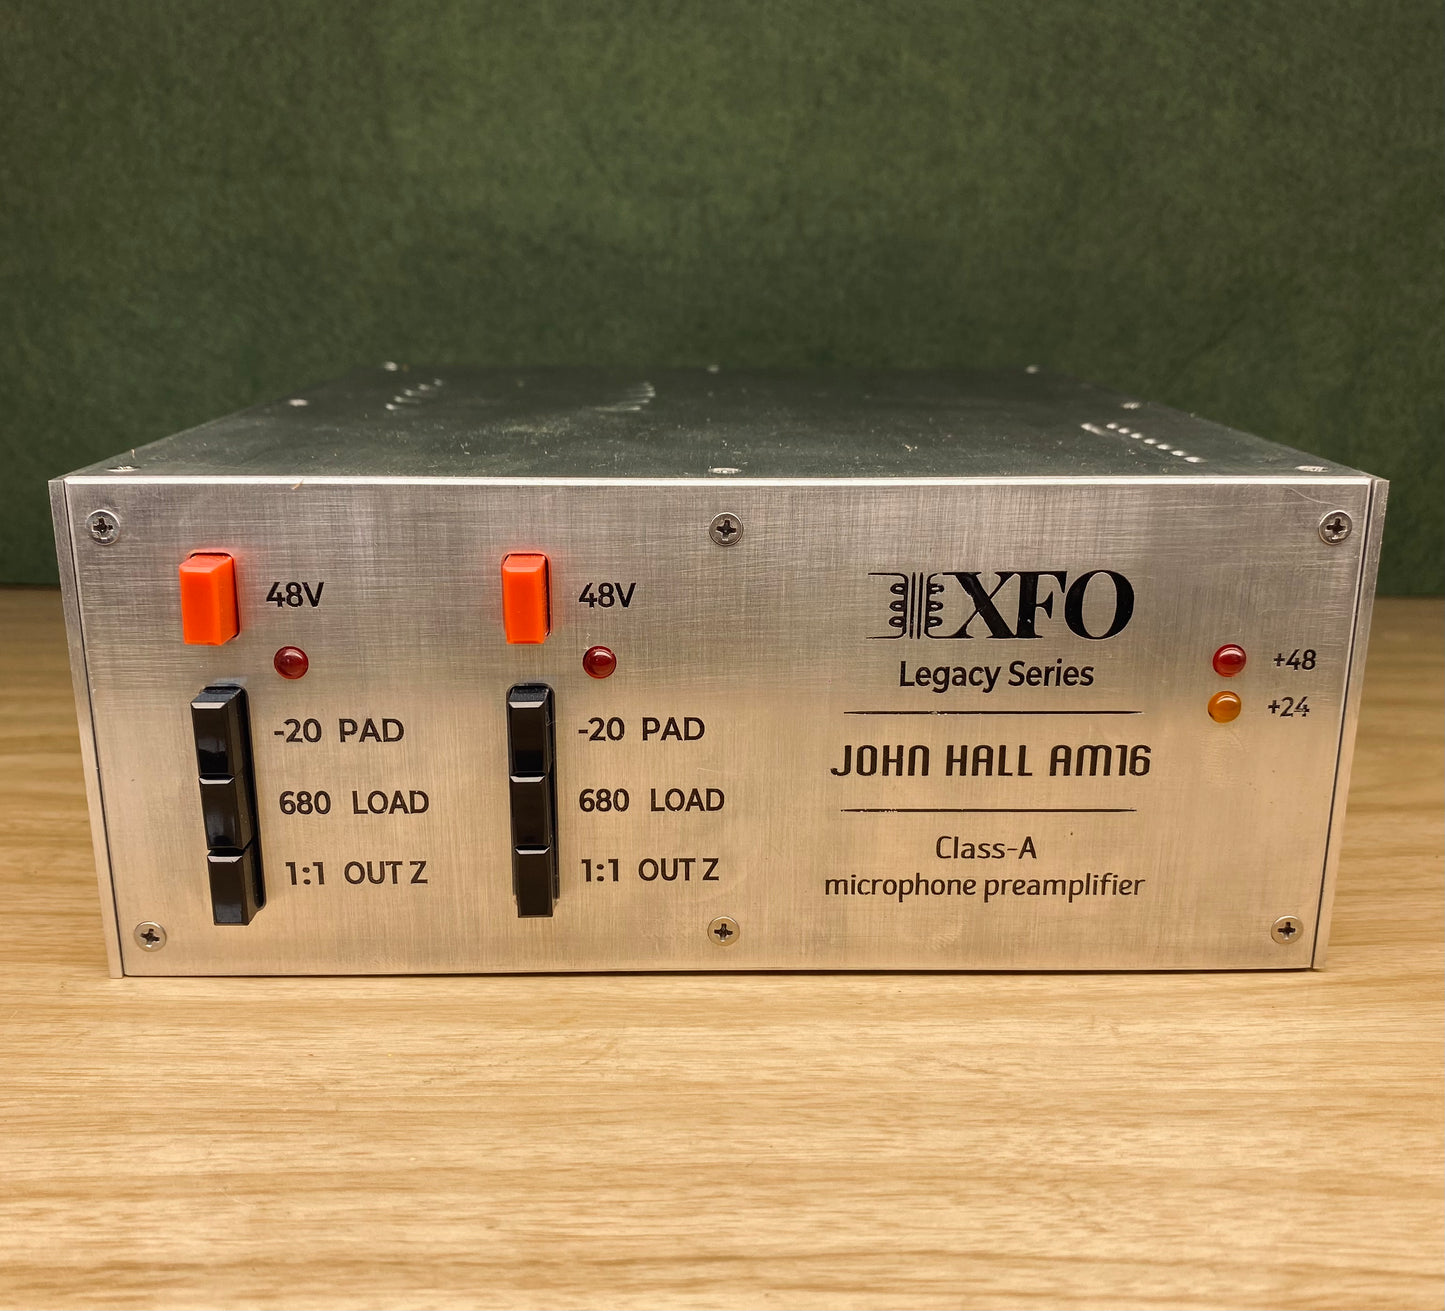 48V
-20 PAD
680 LOAD
1:1 OUT Z
48V
-20 PAD
680 LOAD
1:1 OUT Z
XFO
Legacy Series
JOHN HALL AM16
Class-A
microphone preamplifier
+48
+24